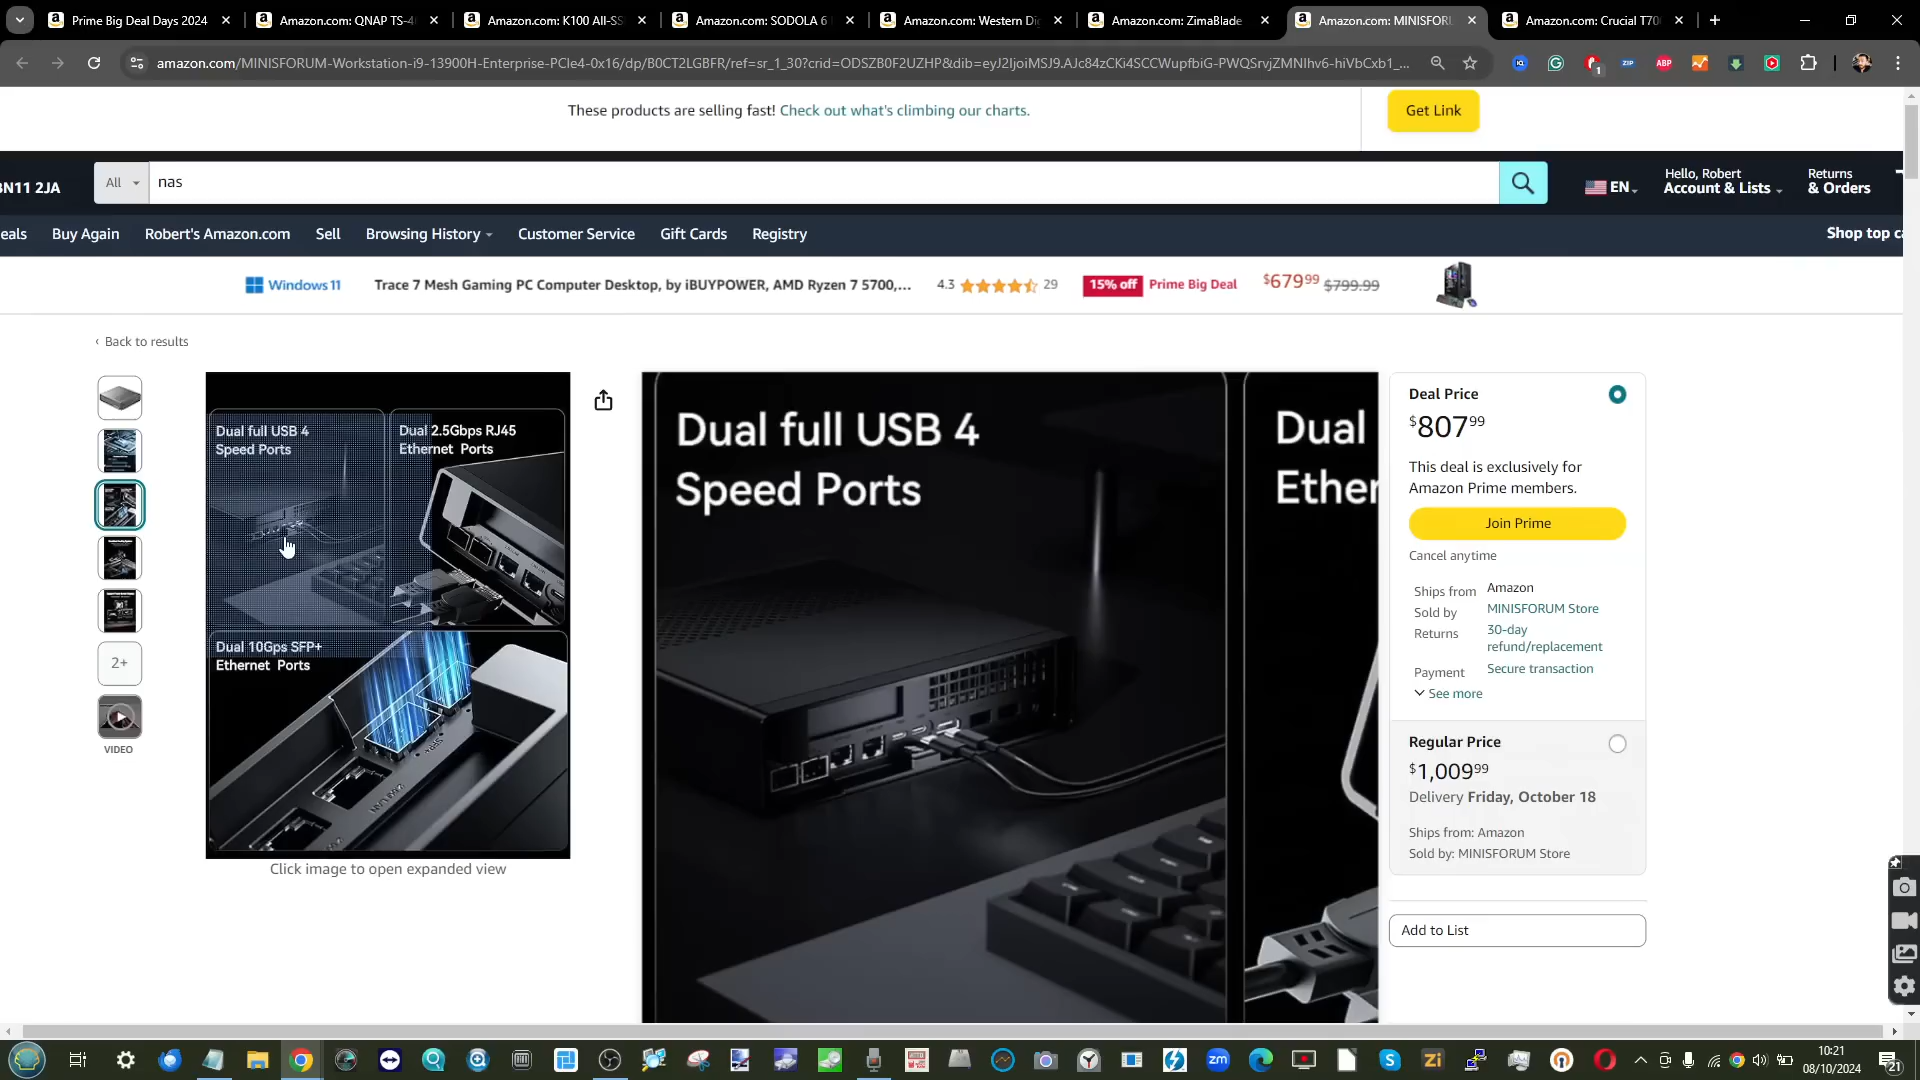 Prime Big Deal Days 2024
Amazon.com: QNAP TS-4
Amazon.com: K100 All-SS
Amazon.com: SODOLA 6
Amazon.com: Western Di
Amazon.com: ZimaBlade
Amazon.com: MINISFORU
Amazon.com: Crucial T70
amazon.com/MINISFORUM-Workstation-i9-13900H-Enterprise-PCIe4-0x16/dp/B0CT2LGBFR/ref=sr_1_30?crid=ODSZB0F2UZHP&dib=eyJ2IjoiMSJ9.AJc84zCKi4SCCWupfbiG-PWQSrvjZMNIhv6-hiVbCxb1_...
These products are selling fast! Check out what's climbing our charts.
Get Link
BN11 2JA
All
nas
EN
Hello, Robert
Account & Lists
Returns
& Orders
eals
Buy Again
Robert's Amazon.com
Sell
Browsing History
Customer Service
Gift Cards
Registry
Shop top ca
Windows 11
Trace 7 Mesh Gaming PC Computer Desktop, by iBUYPOWER, AMD Ryzen 7 5700,...
4.3
29
15% off
Prime Big Deal
$679.99
$799.99
‹ Back to results
Dual full USB 4
Speed Ports
Dual 2.5Gbps RJ45
Ethernet Ports
Dual 10Gps SFP+
Ethernet Ports
2+
VIDEO
Click image to open expanded view
Dual full USB 4
Speed Ports
Dual
Ether
Deal Price
$807.99
This deal is exclusively for
Amazon Prime members.
Join Prime
Cancel anytime
Ships from Amazon
Sold by MINISFORUM Store
Returns 30-day
refund/replacement
Payment Secure transaction
See more
Regular Price
$1,009.99
Delivery Friday, October 18
Ships from: Amazon
Sold by: MINISFORUM Store
Add to List
10:21
08/10/2024
21